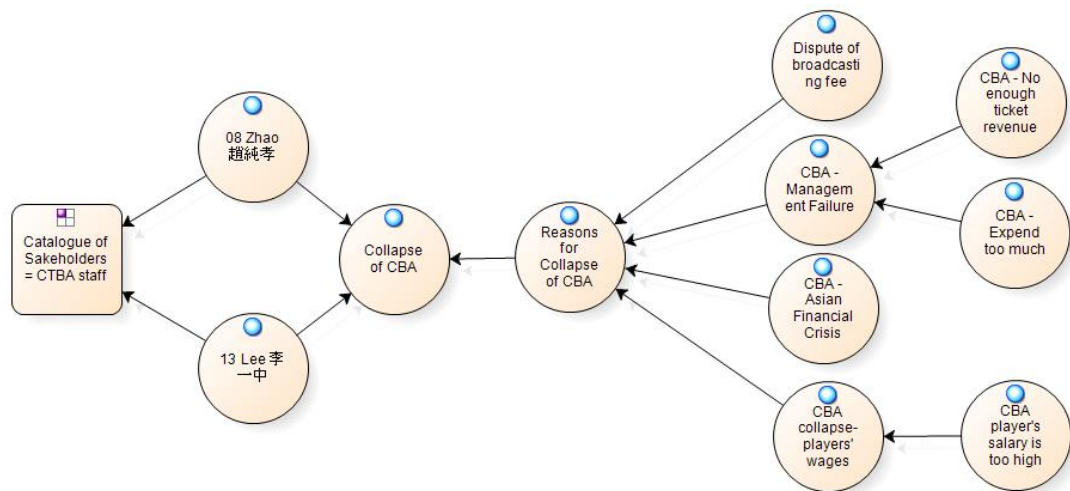 Catalogue of
Sakeholders
= CTBA staff
08 Zhao
趙純孝
13 Lee 李
一中
Collapse
of CBA
Reasons
for
Collapse
of CBA
Dispute of
broadcasti
ng fee
CBA -
Managem
ent Failure
CBA -
Asian
Financial
Crisis
CBA
collapse-
players'
wages
CBA - No
enough
ticket
revenue
CBA -
Expend
too much
CBA
player's
salary is
too high